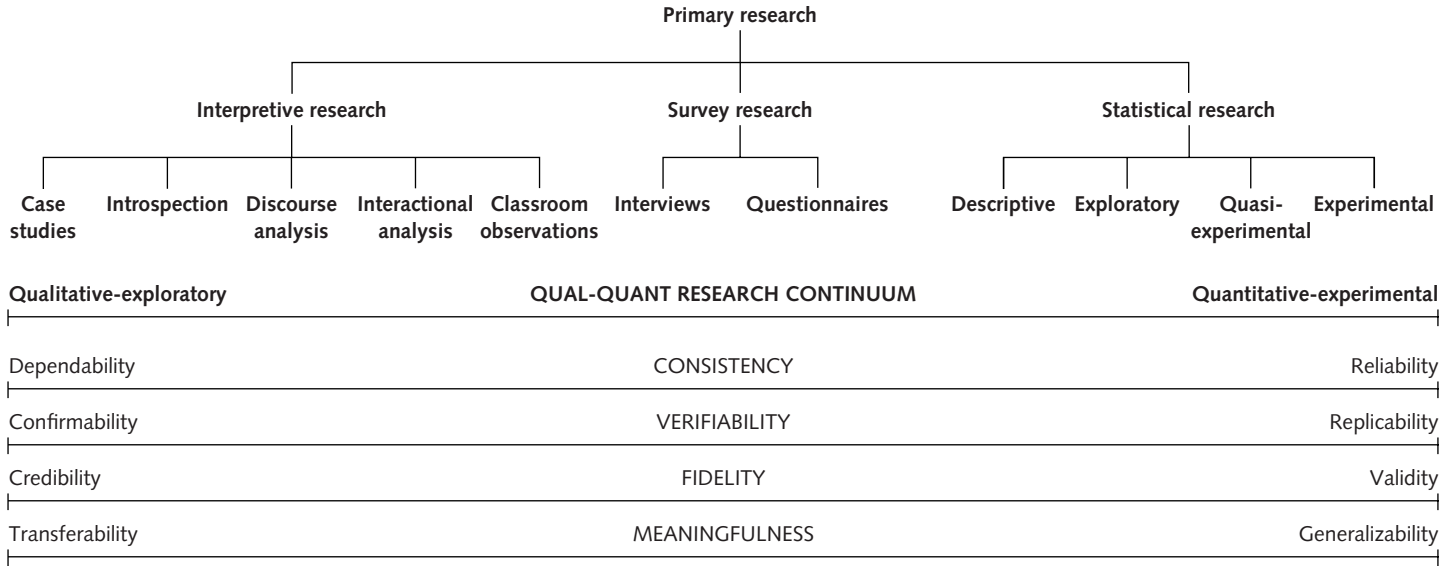 Primary research
Interpretive research Survey research Statistical research
Case studies Introspection Discourse analysis Interactional analysis Classroom observations Interviews Questionnaires Descriptive Exploratory Quasi-experimental Experimental
Qualitative-exploratory QUAL-QUANT RESEARCH CONTINUUM Quantitative-experimental
Dependability CONSISTENCY Reliability
Confirmability VERIFIABILITY Replicability
Credibility FIDELITY Validity
Transferability MEANINGFULNESS Generalizability